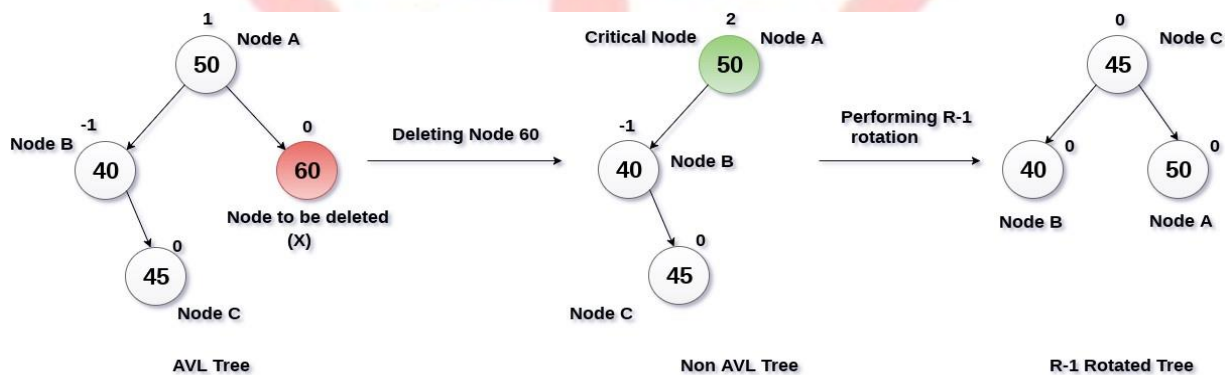 1
Node A
50
-1
Node B
40
0
60
Node to be deleted
(X)
0
45
Node C
AVL Tree
Deleting Node 60
2
Critical Node
Node A
50
-1
40
Node B
0
45
Node C
Non AVL Tree
Performing R-1
rotation
0
Node C
45
40
0
Node B
50
0
Node A
R-1 Rotated Tree